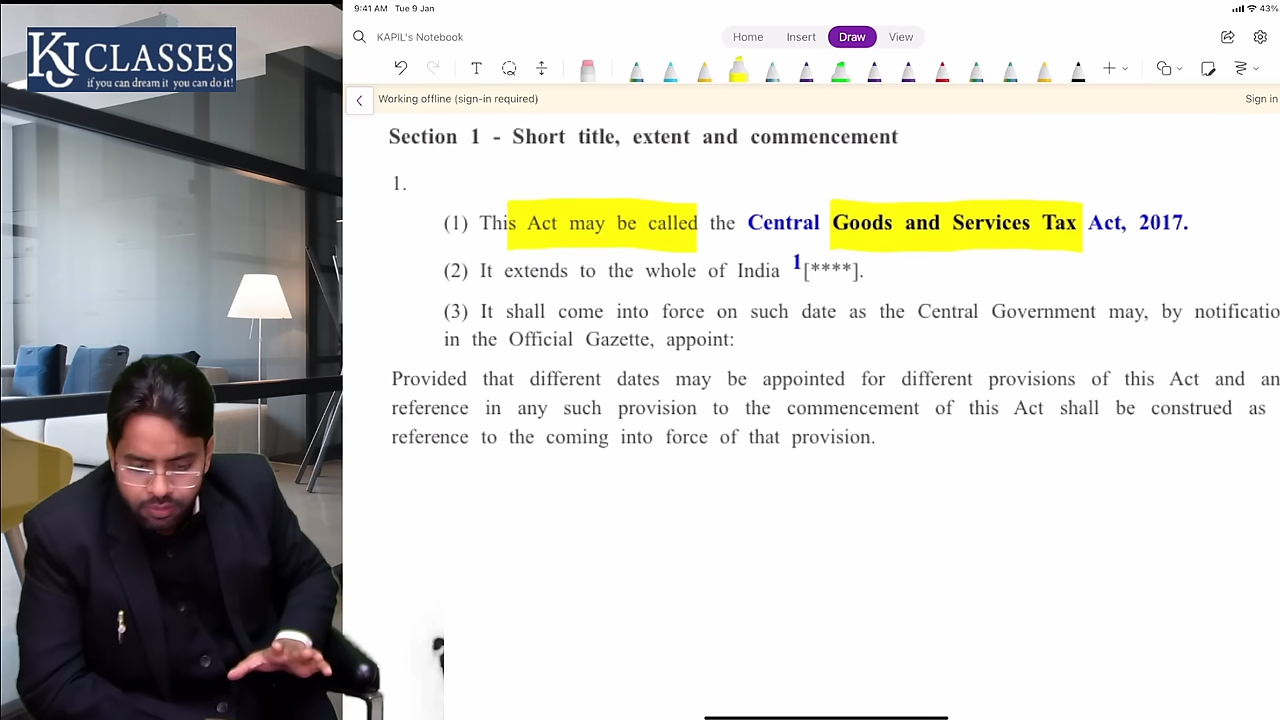 KJ CLASSES
if you can dream it you can do it!
9:41 AM Tue 9 Jan
43%
KAPIL's Notebook
Home Insert Draw View
T
Working offline (sign-in required)
Sign in
Section 1 - Short title, extent and commencement
1.
(1) This Act may be called the Central Goods and Services Tax Act, 2017.
(2) It extends to the whole of India 1[****].
(3) It shall come into force on such date as the Central Government may, by notificatio
in the Official Gazette, appoint:
Provided that different dates may be appointed for different provisions of this Act and an
reference in any such provision to the commencement of this Act shall be construed as
reference to the coming into force of that provision.